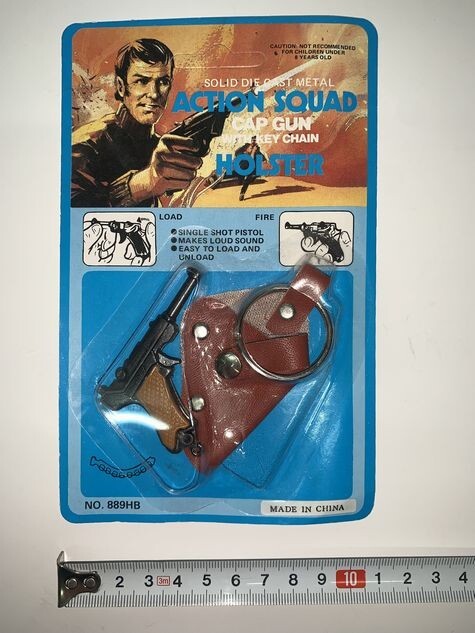 CAUTION: NOT RECOMMENDED
FOR CHILDREN UNDER
8 YEARS OLD
SOLID DIE CAST METAL
ACTION SQUAD
CAP GUN
WITH KEY CHAIN
HOLSTER
LOAD
FIRE
●SINGLE SHOT PISTOL
●MAKES LOUD SOUND
●EASY TO LOAD AND
UNLOAD
NO. 889HB
MADE IN CHINA
2 3 3m 4 5 6 7 8 9 10 1 2 3 4